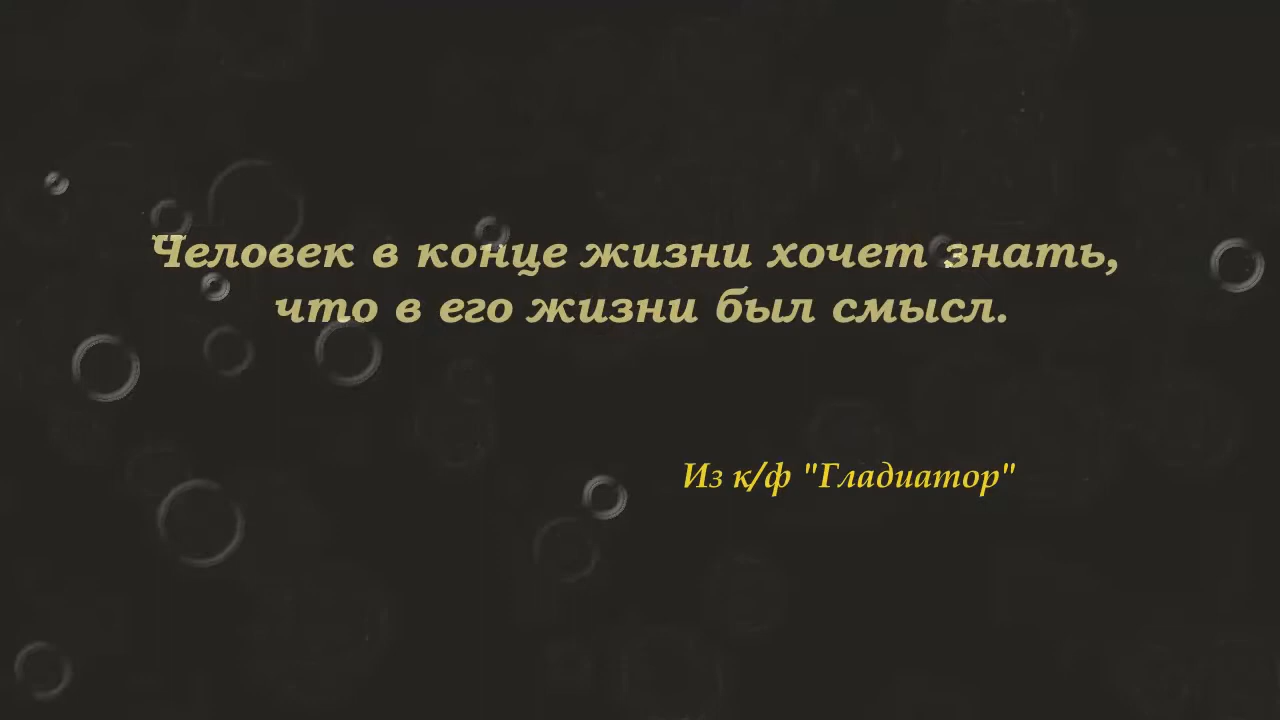 Человек в конце жизни хочет знать,
что в его жизни был смысл.
Из к/ф "Гладиатор"